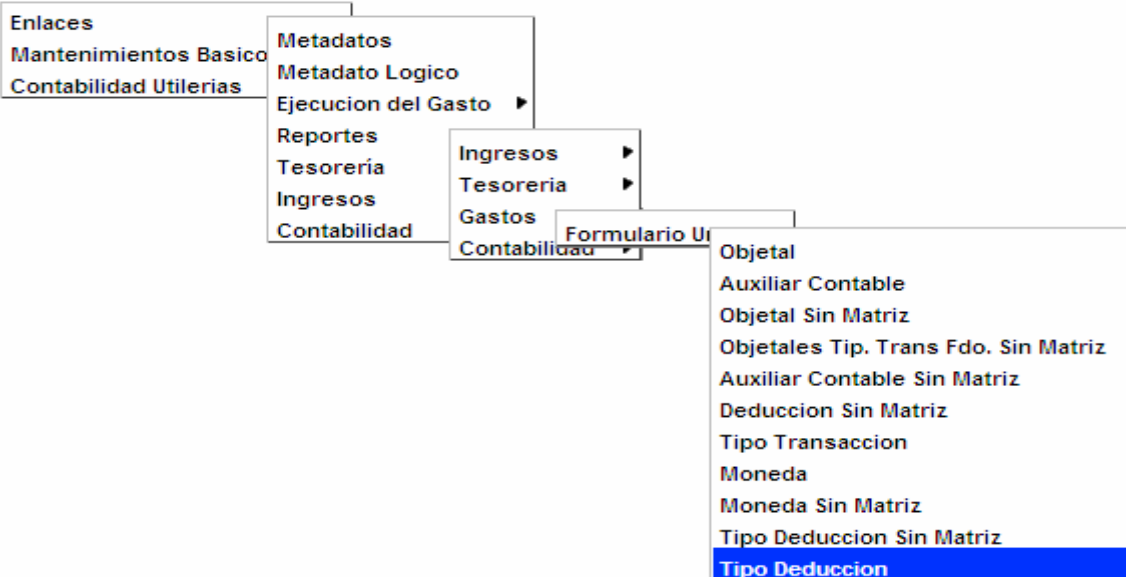 Enlaces
Mantenimientos Basico
Contabilidad Utilerias
Metadatos
Metadato Logico
Ejecucion del Gasto
Reportes
Tesorería
Ingresos
Contabilidad
Ingresos
Tesoreria
Gastos
Contabilidad
Formulario
Objetal
Auxiliar Contable
Objetal Sin Matriz
Objetales Tip. Trans Fdo. Sin Matriz
Auxiliar Contable Sin Matriz
Deduccion Sin Matriz
Tipo Transaccion
Moneda
Moneda Sin Matriz
Tipo Deduccion Sin Matriz
Tipo Deduccion